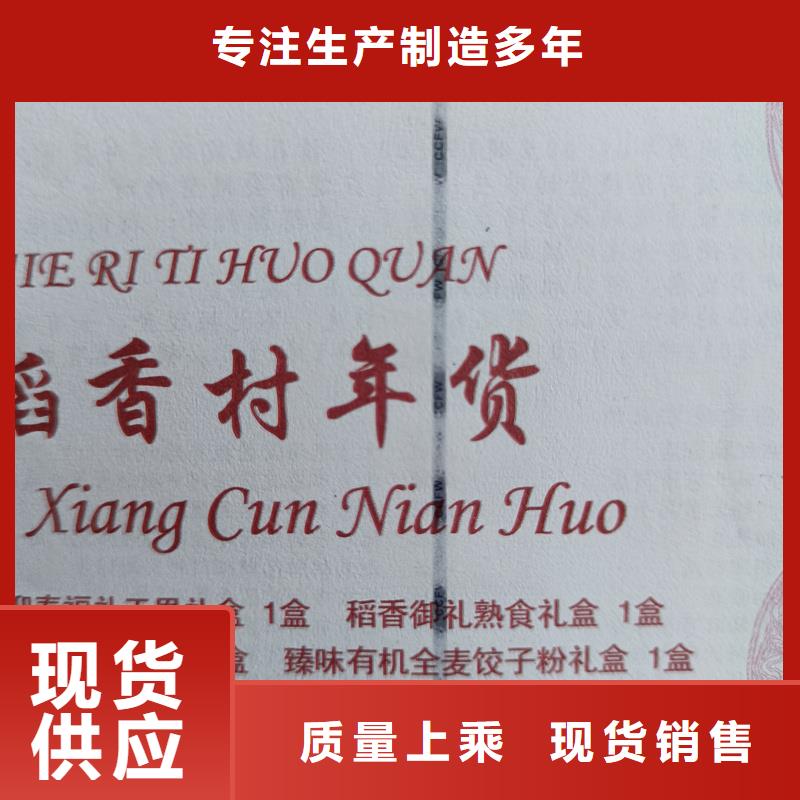 专注生产制造多年
IE RI TI HUO QUAN
稻香村年货
Xiang Cun Nian Huo
礼盒 1盒 稻香御礼熟食礼盒 1盒
盒 臻味有机全麦饺子粉礼盒 1盒
现货
供应
质量上乘 现货销售
CCFW